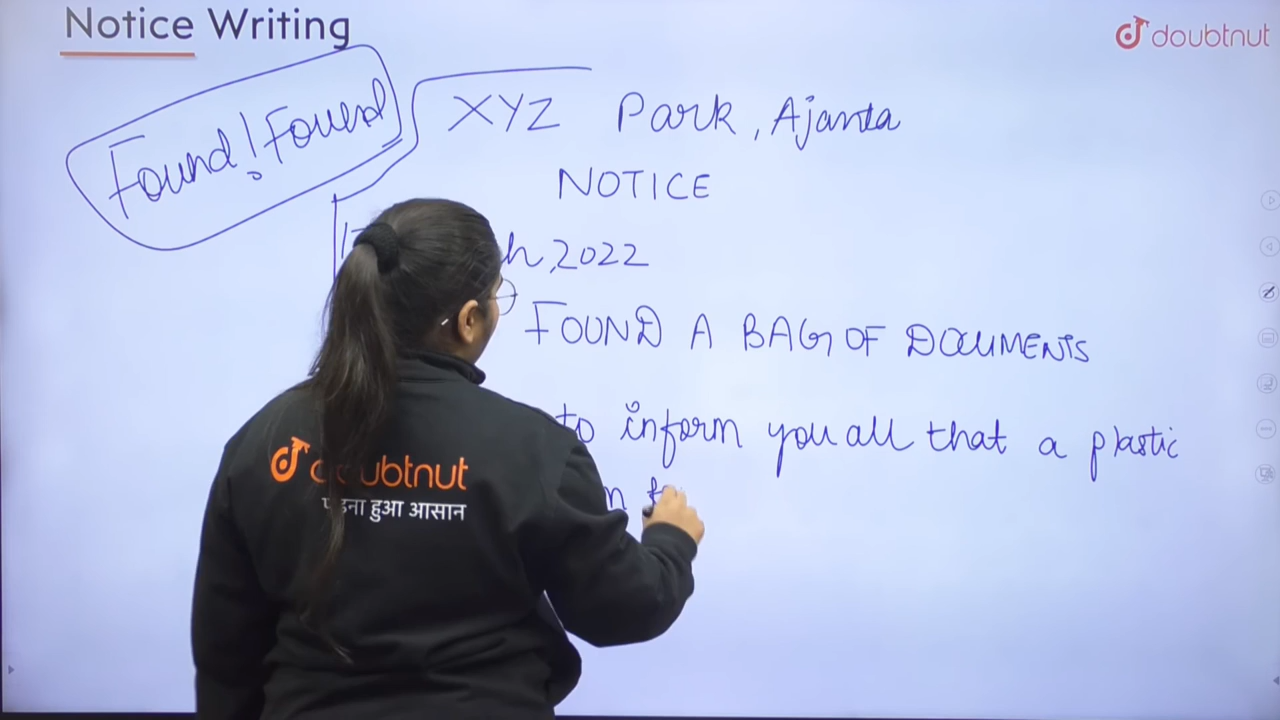 Notice Writing
doubtnut
Found! Found
XYZ Park, Ajanta
NOTICE
h, 2022
FOUND A BAG OF DOCUMENTS
to inform you all that a plastic
doubtnut
पढ़ना हुआ आसान